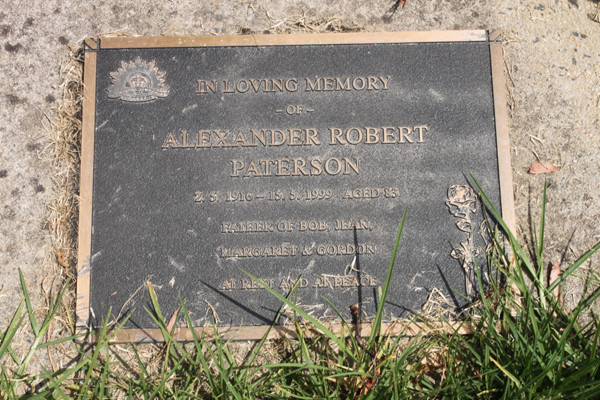 IN LOVING MEMORY
- OF -
ALEXANDER ROBERT
PATERSON
2. 5. 1916 - 15. 8. 1999 AGED 83
FATHER OF BOB, JEAN,
MARGARET & GORDON
AT REST AND AT PEACE